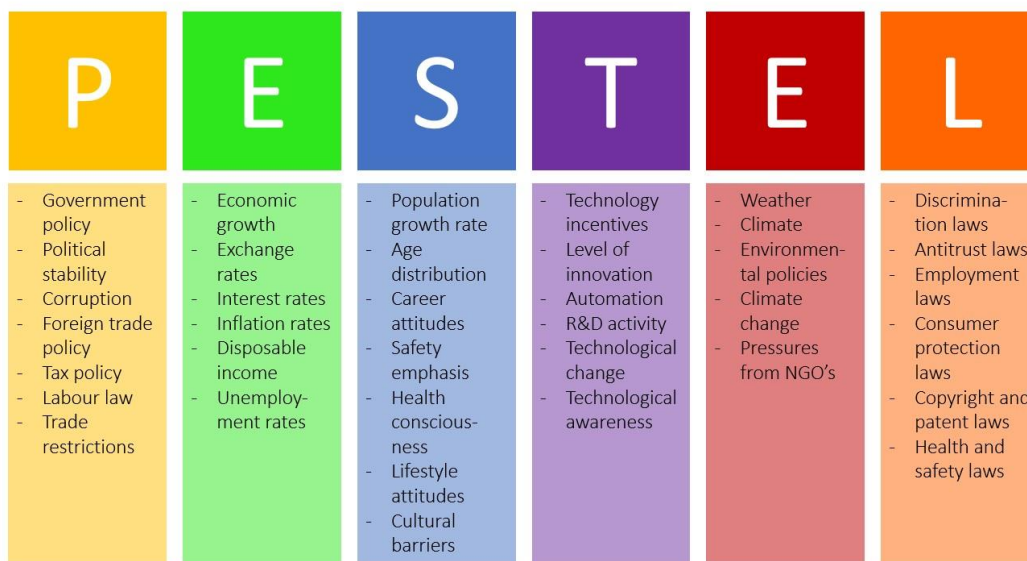 P
E
S
T
E
L
- Government
policy
- Political
stability
- Corruption
- Foreign trade
policy
- Tax policy
- Labour law
- Trade
restrictions
- Economic
growth
- Exchange
rates
- Interest rates
- Inflation rates
- Disposable
income
- Unemploy-
ment rates
- Population
growth rate
- Age
distribution
- Career
attitudes
- Safety
emphasis
- Health
conscious-
ness
- Lifestyle
attitudes
- Cultural
barriers
- Technology
incentives
- Level of
innovation
- Automation
- R&D activity
- Technological
change
- Technological
awareness
- Weather
- Climate
- Environmen-
tal policies
- Climate
change
- Pressures
from NGO's
- Discrimina-
tion laws
- Antitrust laws
- Employment
laws
- Consumer
protection
laws
- Copyright and
patent laws
- Health and
safety laws